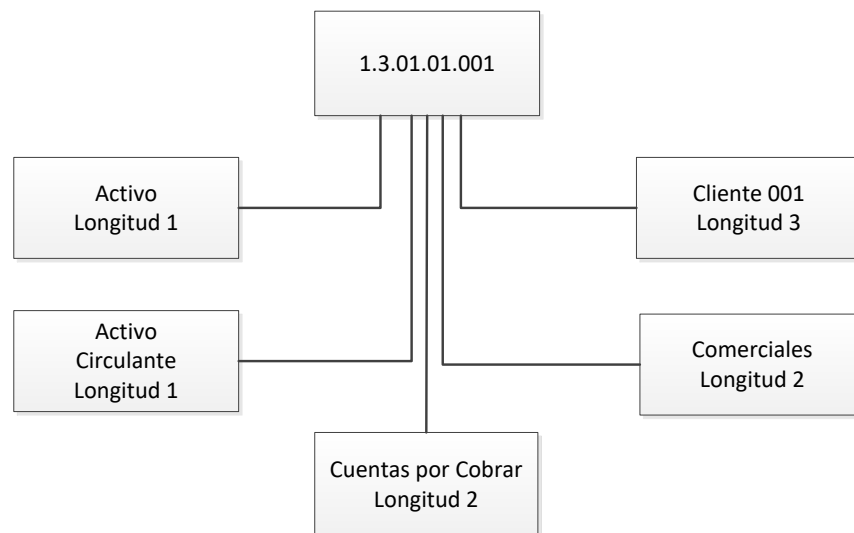 1.3.01.01.001
Activo
Longitud 1
Cliente 001
Longitud 3
Activo
Circulante
Longitud 1
Comerciales
Longitud 2
Cuentas por Cobrar
Longitud 2